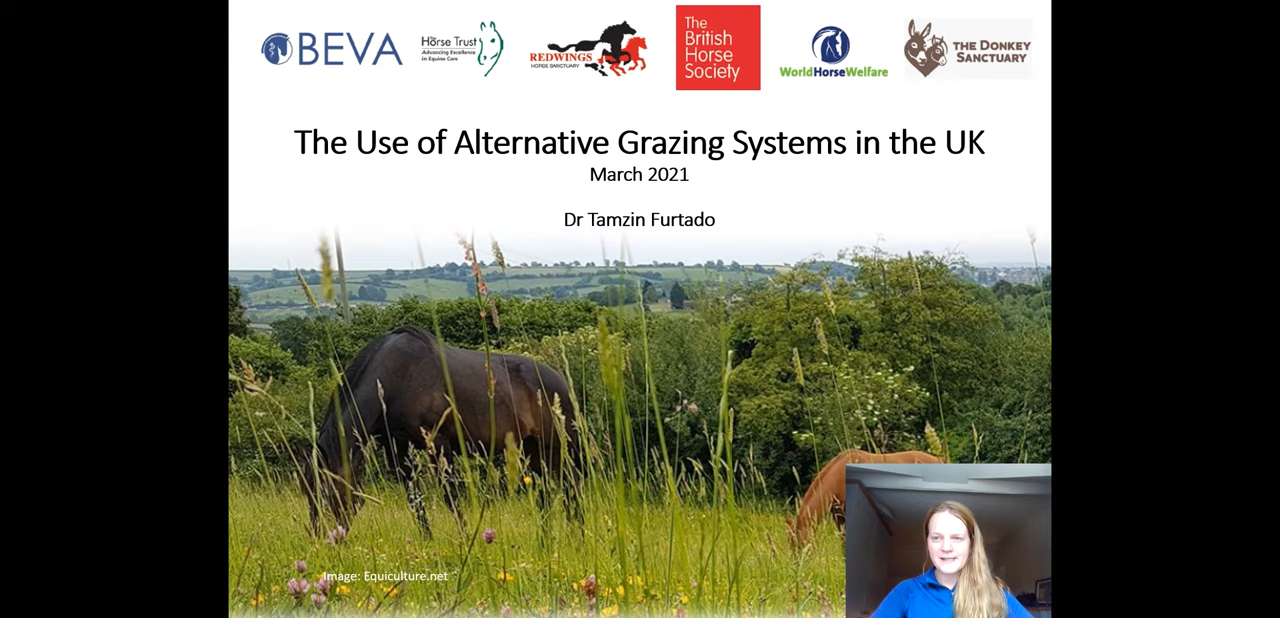 BEVA
The Horse Trust
Advancing Excellence
in Equine Care
REDWINGS
HORSE SANCTUARY
The
British
Horse
Society
WorldHorseWelfare
THE DONKEY
SANCTUARY
The Use of Alternative Grazing Systems in the UK
March 2021
Dr Tamzin Furtado
Image: Equiculture.net